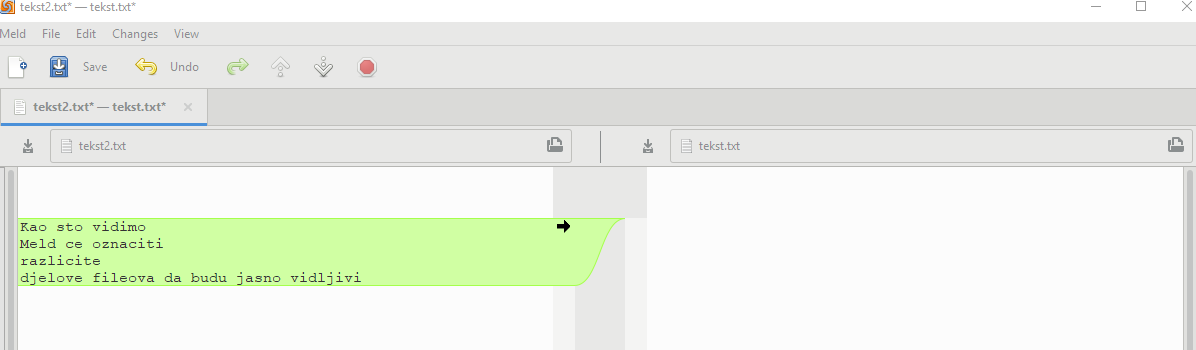 tekst2.txt* — tekst.txt*
Meld File Edit Changes View
Save Undo
tekst2.txt* — tekst.txt*
tekst2.txt tekst.txt
Kao sto vidimo
Meld ce oznaciti
razlicite
djelove fileova da budu jasno vidljivi